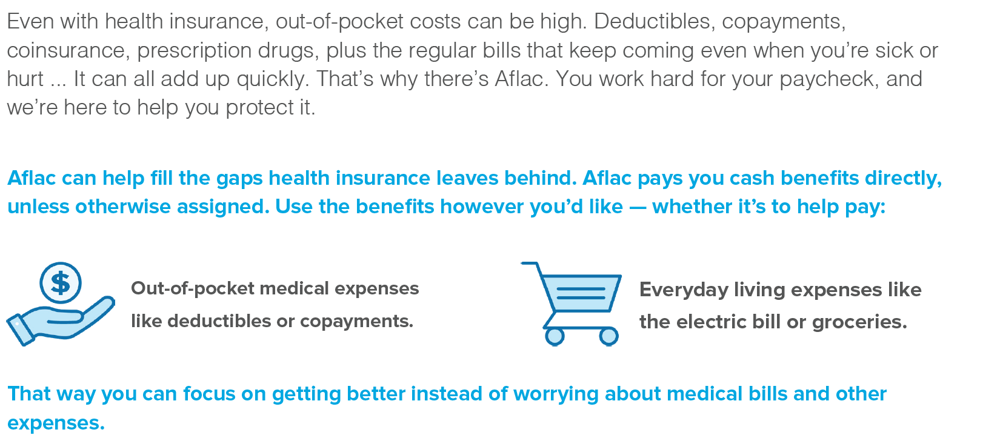 Even with health insurance, out-of-pocket costs can be high. Deductibles, copayments,
coinsurance, prescription drugs, plus the regular bills that keep coming even when you’re sick or
hurt ... It can all add up quickly. That’s why there’s Aflac. You work hard for your paycheck, and
we’re here to help you protect it.
Aflac can help fill the gaps health insurance leaves behind. Aflac pays you cash benefits directly,
unless otherwise assigned. Use the benefits however you’d like — whether it’s to help pay:
$
Out-of-pocket medical expenses
like deductibles or copayments.
Everyday living expenses like
the electric bill or groceries.
That way you can focus on getting better instead of worrying about medical bills and other
expenses.